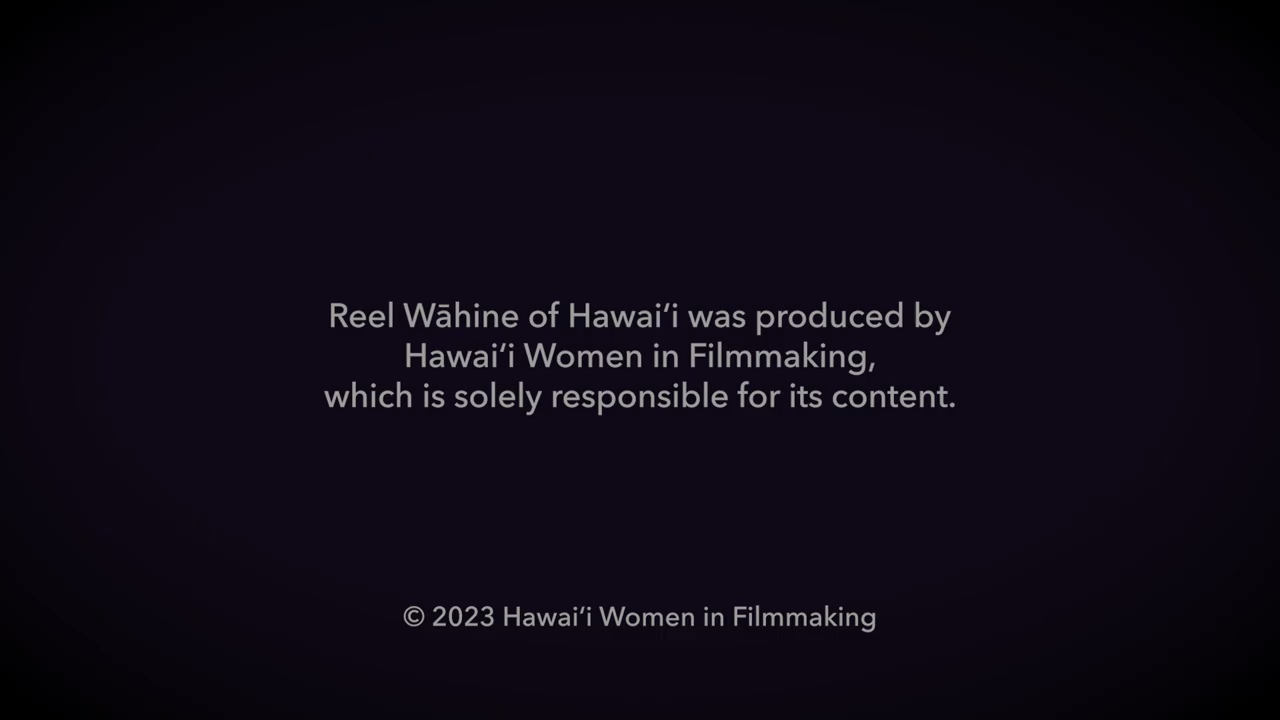 Reel Wāhine of Hawaiʻi was produced by
Hawaiʻi Women in Filmmaking,
which is solely responsible for its content.
© 2023 Hawaiʻi Women in Filmmaking